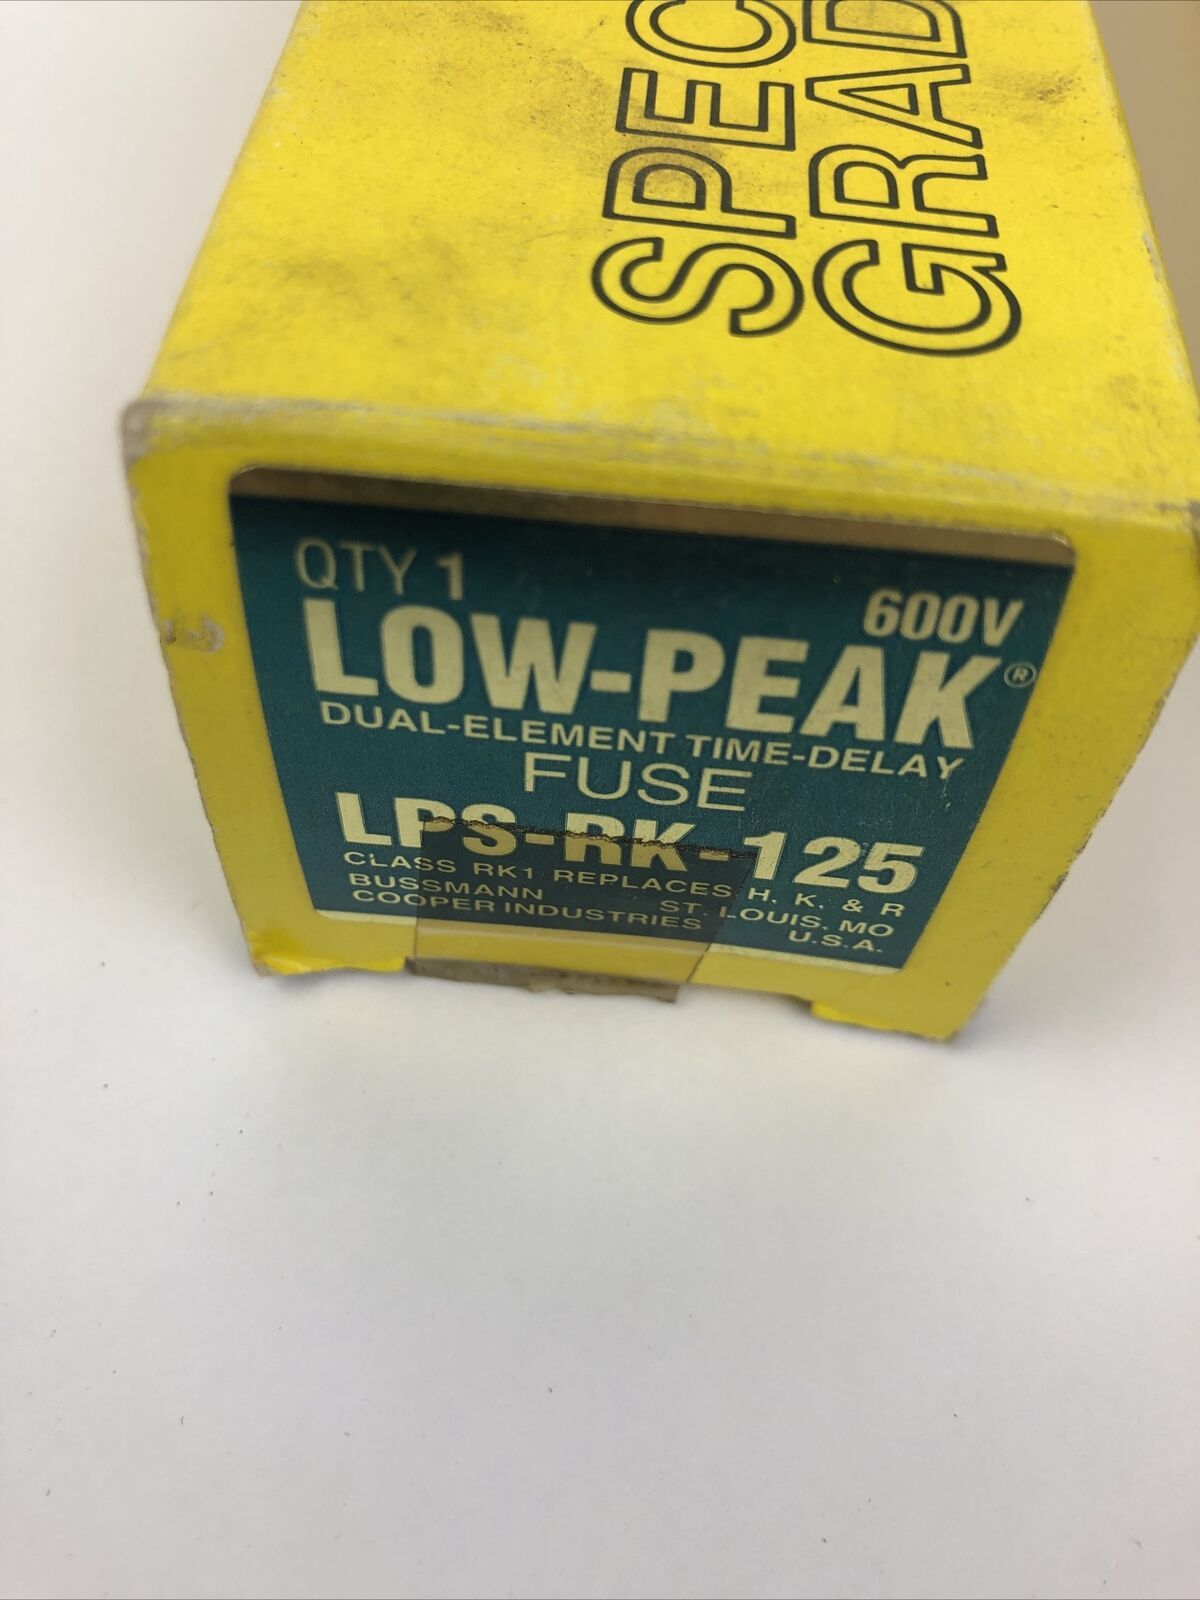 SPEC
GRAD
QTY 1
600V
LOW-PEAK®
DUAL-ELEMENT TIME-DELAY
FUSE
LPS-RK-125
CLASS RK1 REPLACES H, K, & R
BUSSMANN ST. LOUIS, MO
COOPER INDUSTRIES U.S.A.